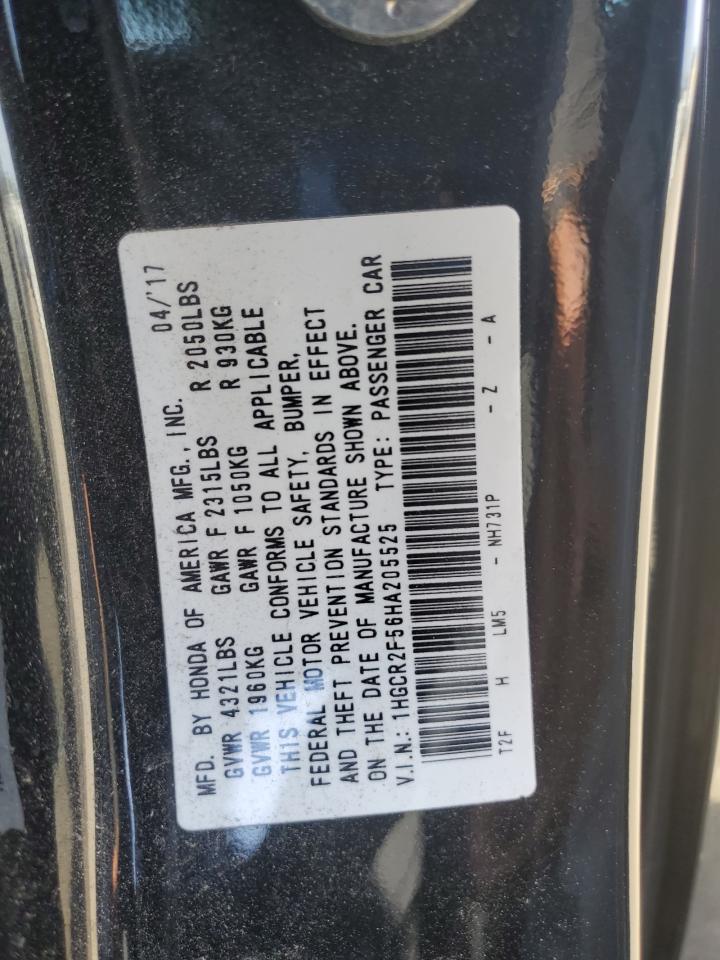 MFD. BY HONDA OF AMERICA MFG., INC. 04/'17
GVWR 4321LBS GAWR F 2315LBS R 2050LBS
GVWR 1960KG GAWR F 1050KG R 930KG
THIS VEHICLE CONFORMS TO ALL APPLICABLE
FEDERAL MOTOR VEHICLE SAFETY, BUMPER,
AND THEFT PREVENTION STANDARDS IN EFFECT
ON THE DATE OF MANUFACTURE SHOWN ABOVE.
V.I.N.: 1HGCR2F56HA205525 TYPE: PASSENGER CAR
T2F H LM5 - NH731P - Z - A